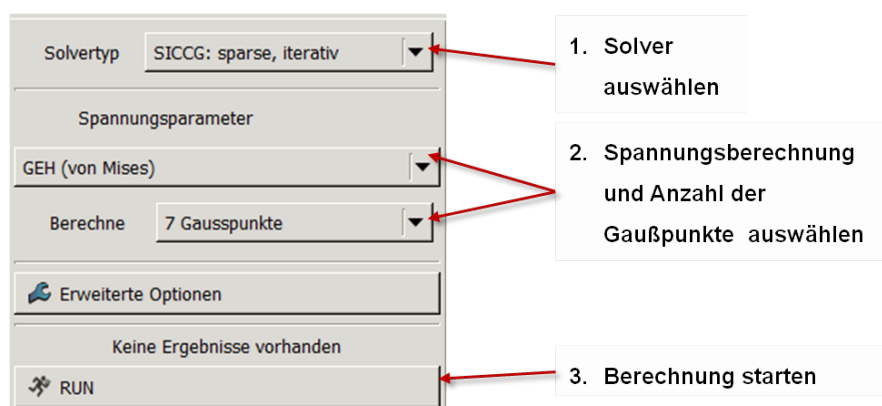 Solvertyp SICCG: sparse, iterativ
1. Solver
auswählen
Spannungsparameter
GEH (von Mises)
2. Spannungsberechnung
und Anzahl der
Gaußpunkte auswählen
Berechne 7 Gausspunkte
Erweiterte Optionen
Keine Ergebnisse vorhanden
RUN
3. Berechnung starten